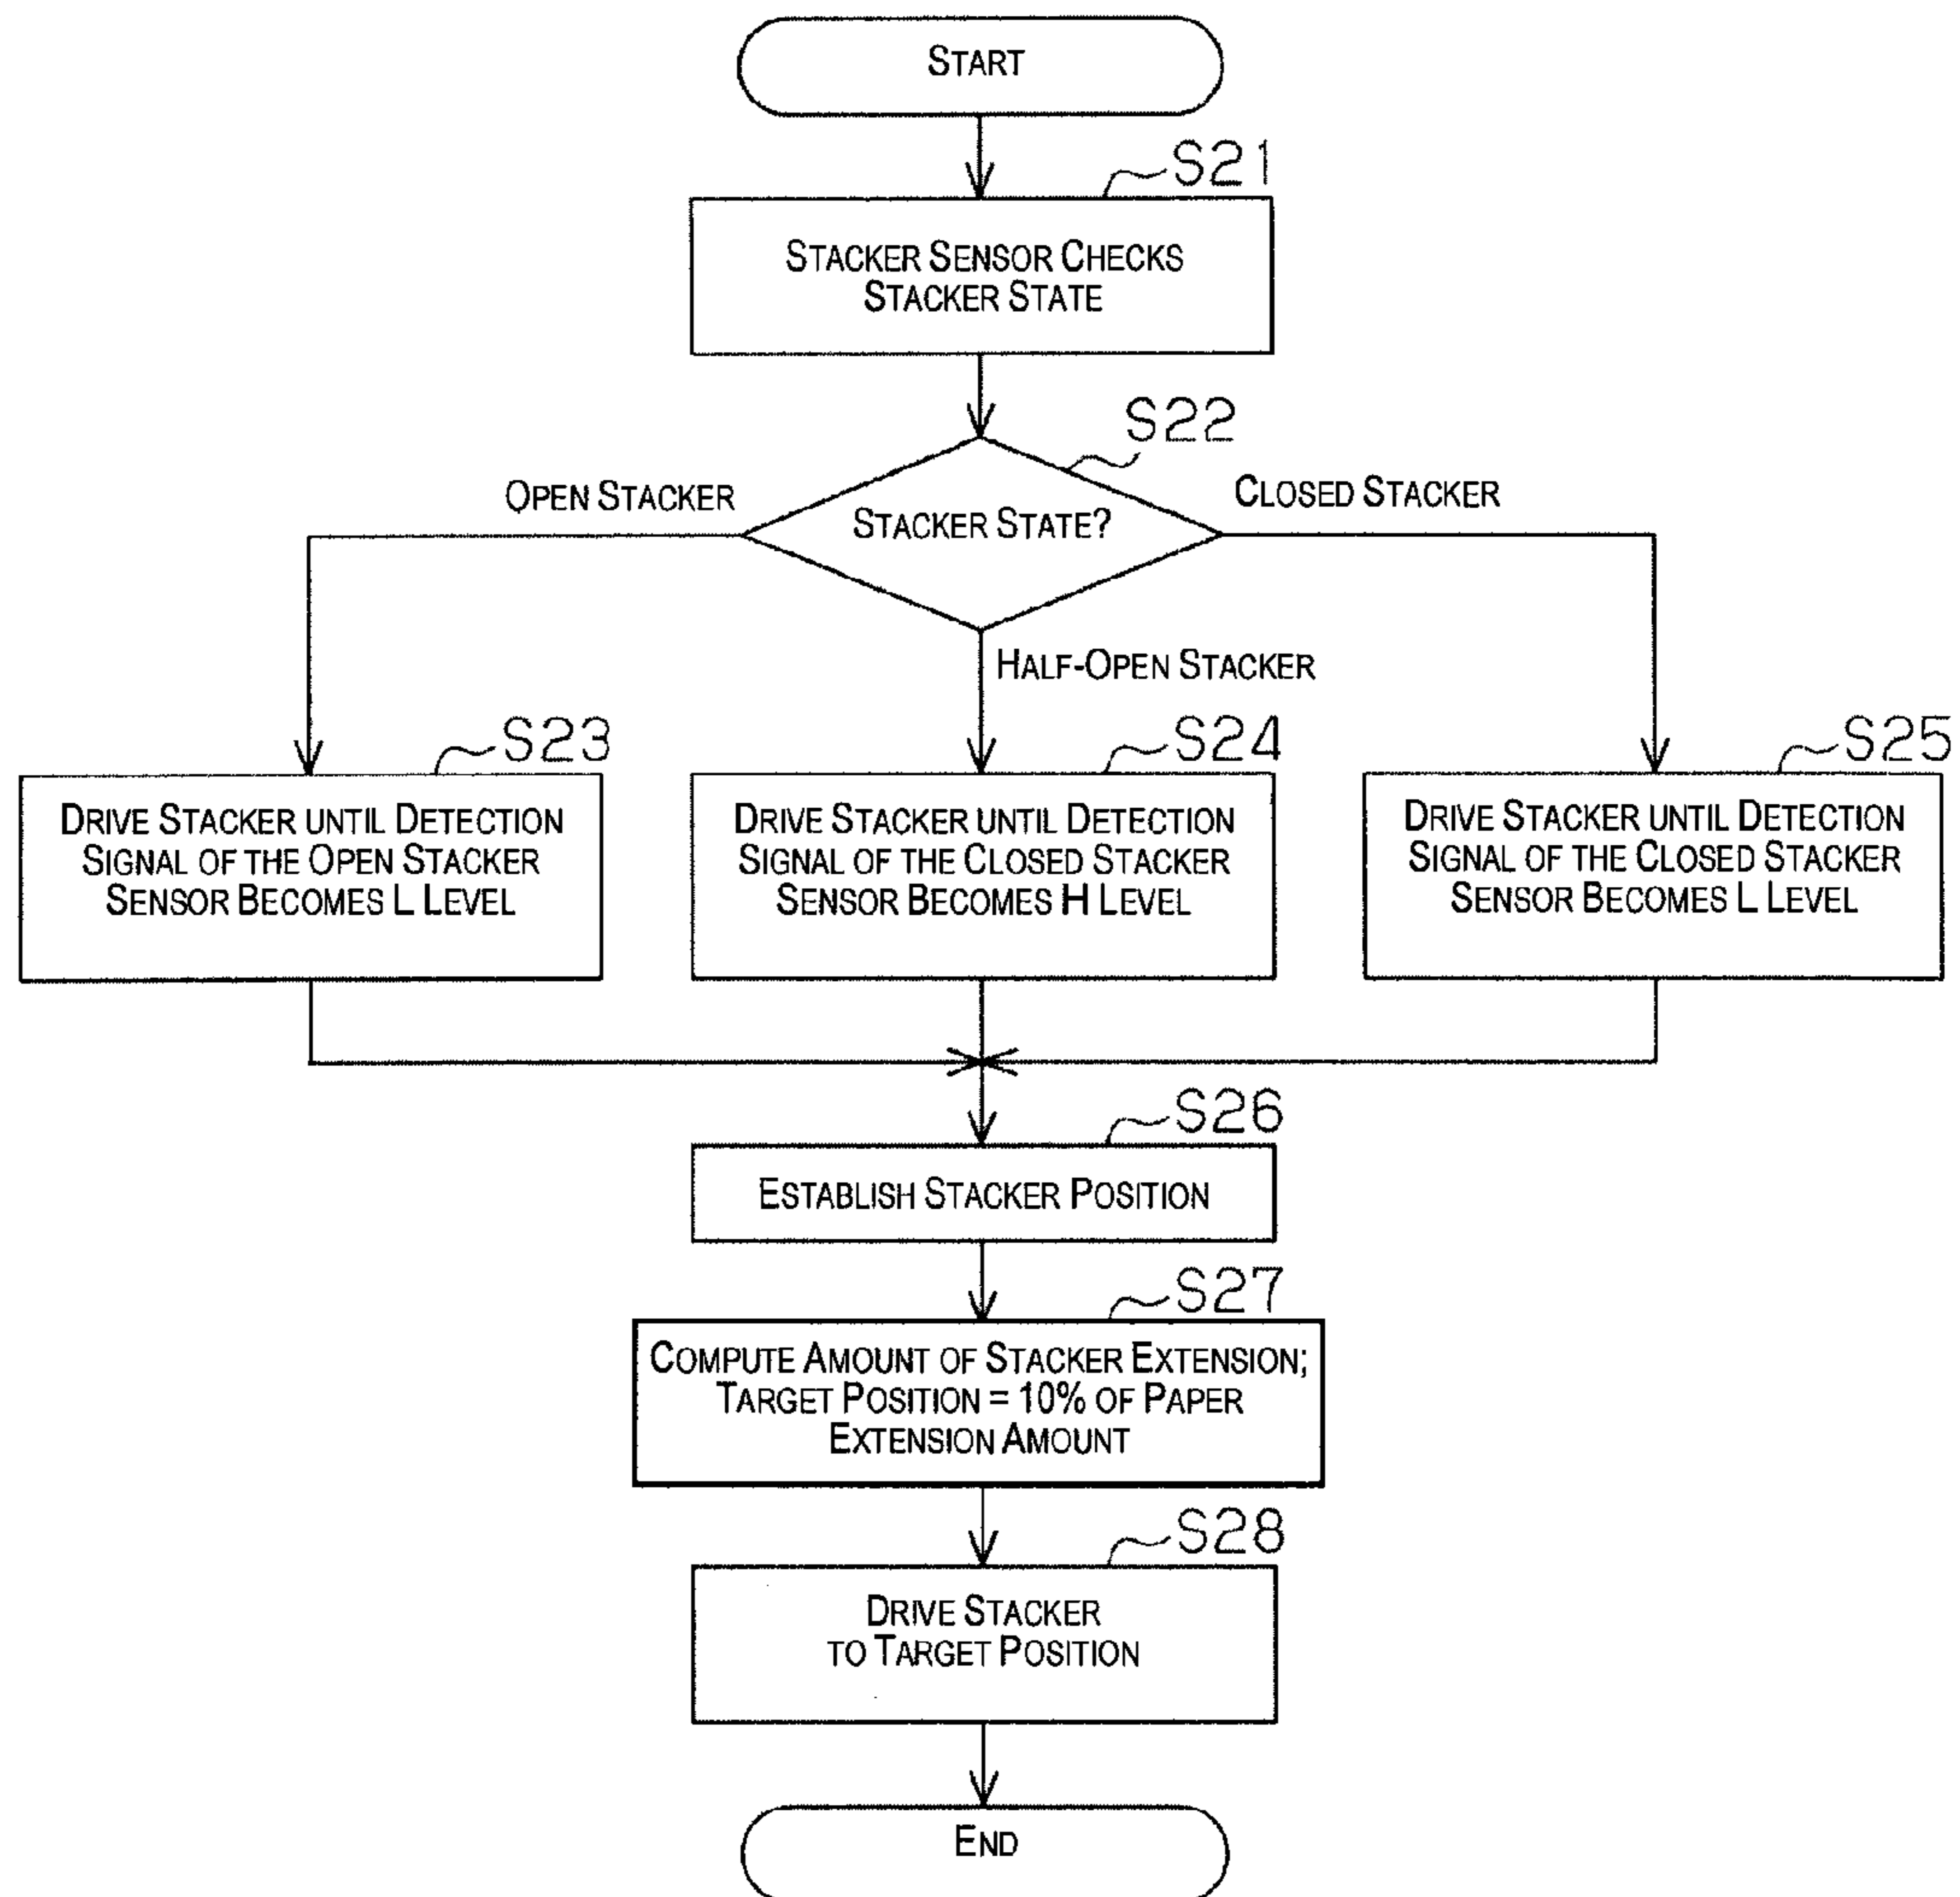 START
S21
STACKER SENSOR CHECKS
STACKER STATE
S22
OPEN STACKER
STACKER STATE?
CLOSED STACKER
HALF-OPEN STACKER
S23
DRIVE STACKER UNTIL DETECTION
SIGNAL OF THE OPEN STACKER
SENSOR BECOMES L LEVEL
S24
DRIVE STACKER UNTIL DETECTION
SIGNAL OF THE CLOSED STACKER
SENSOR BECOMES H LEVEL
S25
DRIVE STACKER UNTIL DETECTION
SIGNAL OF THE CLOSED STACKER
SENSOR BECOMES L LEVEL
S26
ESTABLISH STACKER POSITION
S27
COMPUTE AMOUNT OF STACKER EXTENSION;
TARGET POSITION = 10% OF PAPER
EXTENSION AMOUNT
S28
DRIVE STACKER
TO TARGET POSITION
END